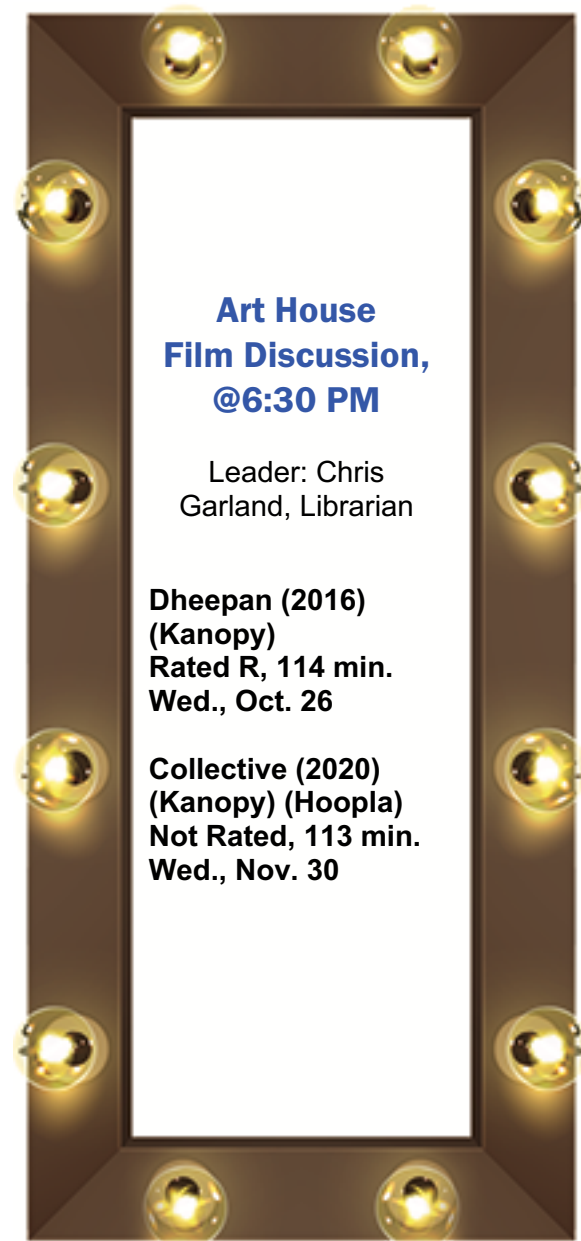 Art House
Film Discussion,
@6:30 PM
Leader: Chris
Garland, Librarian
Dheepan (2016)
(Kanopy)
Rated R, 114 min.
Wed., Oct. 26
Collective (2020)
(Kanopy) (Hoopla)
Not Rated, 113 min.
Wed., Nov. 30